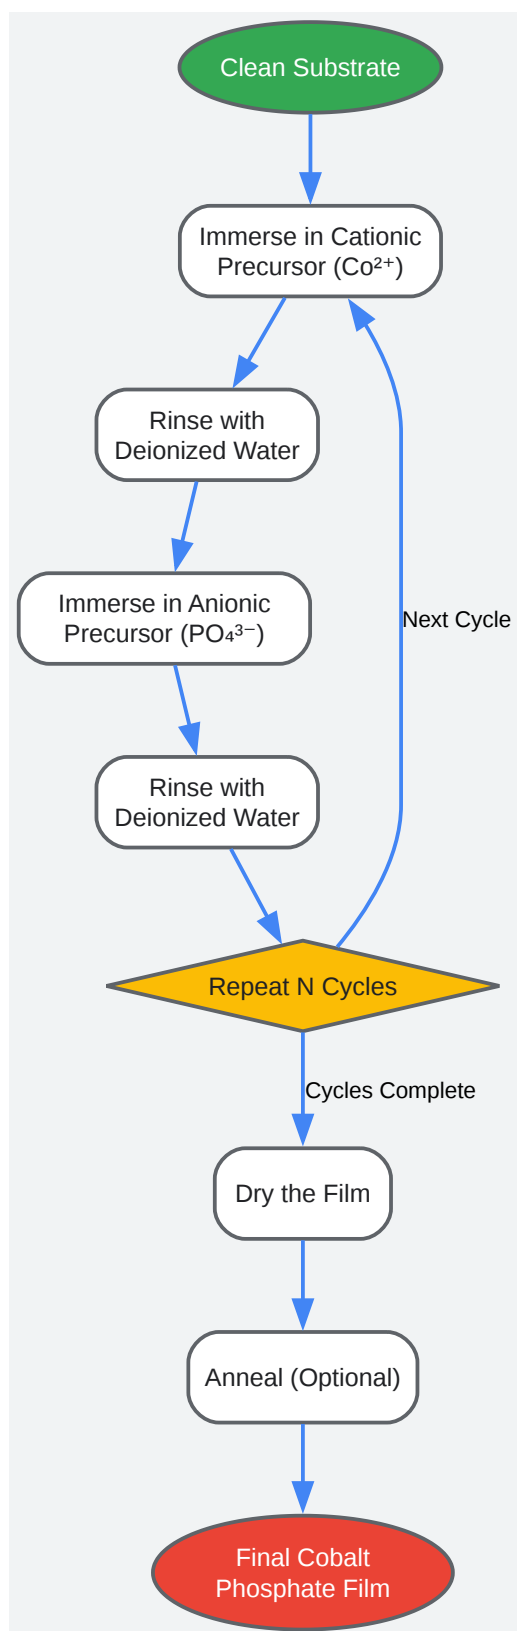 Clean Substrate
Immerse in Cationic
Precursor (Co²⁺)
Rinse with
Deionized Water
Immerse in Anionic
Precursor (PO₄³⁻)
Next Cycle
Rinse with
Deionized Water
Repeat N Cycles
Cycles Complete
Dry the Film
Anneal (Optional)
Final Cobalt
Phosphate Film